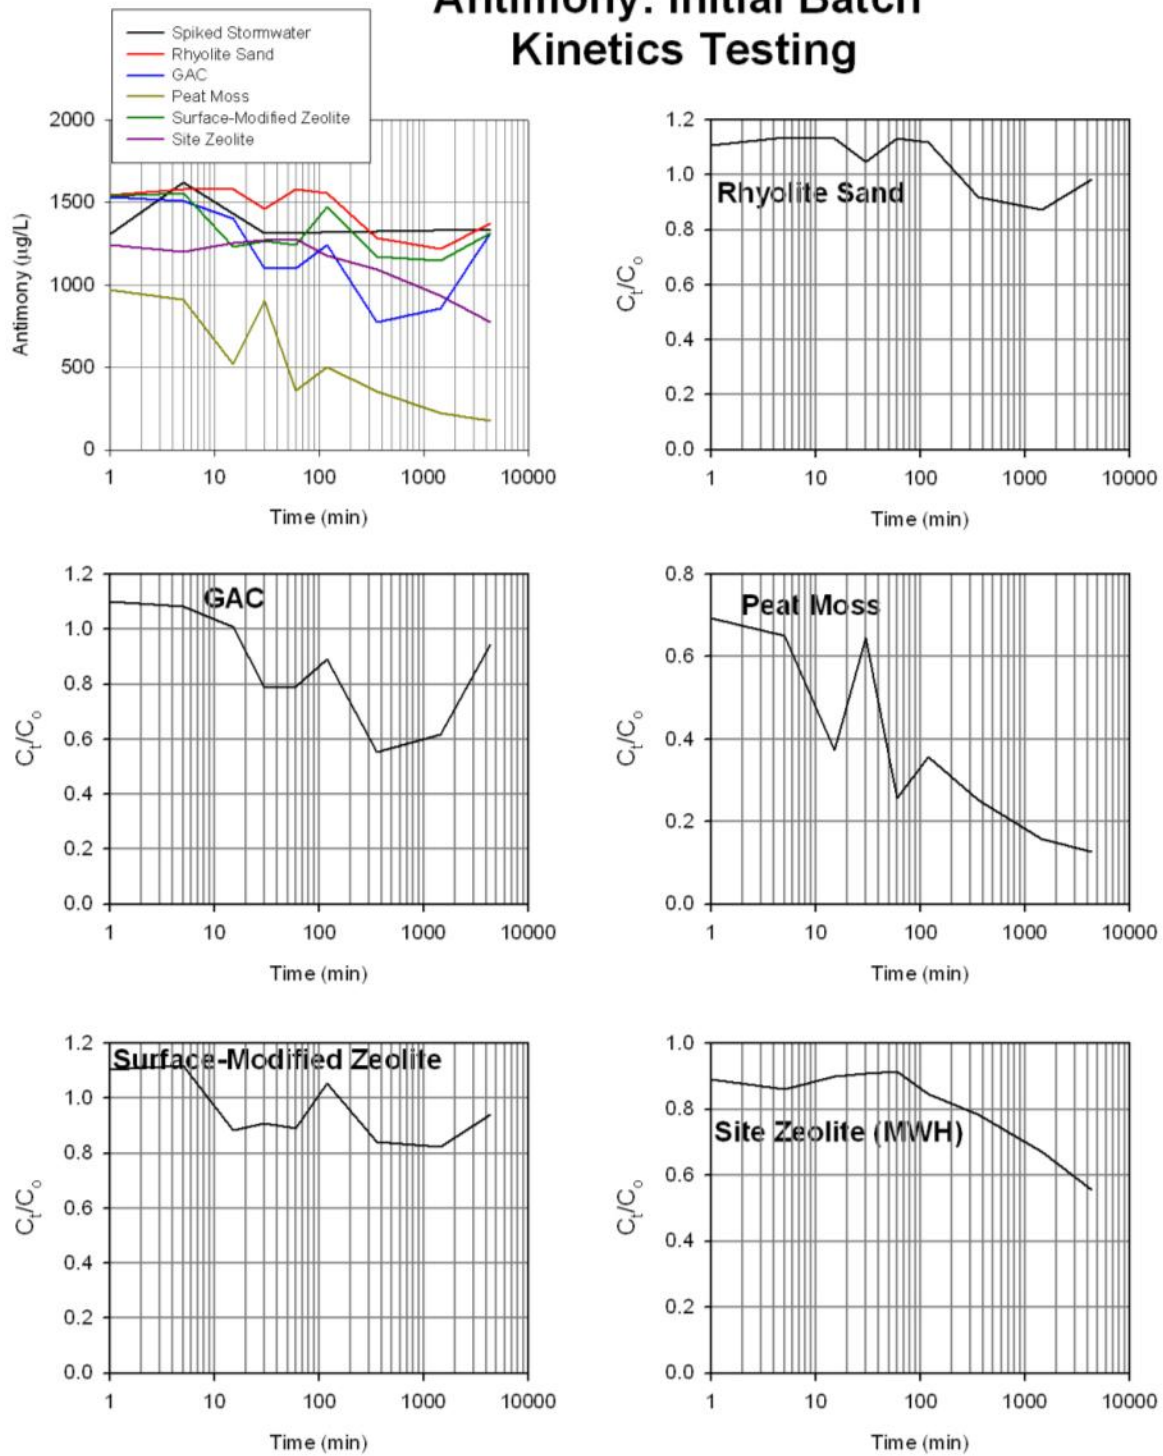 Antimony: Initial Batch
Kinetics Testing
Spiked Stormwater
Rhyolite Sand
GAC
Peat Moss
Surface-Modified Zeolite
Site Zeolite
2000
1500
1000
500
0
Antimony (µg/L)
1 10 100 1000 10000
Time (min)
1.2
1.0
0.8
0.6
0.4
0.2
0.0
Rhyolite Sand
Ct/Co
1 10 100 1000 10000
Time (min)
1.2
1.0
0.8
0.6
0.4
0.2
0.0
GAC
Ct/Co
1 10 100 1000 10000
Time (min)
0.8
0.6
0.4
0.2
0.0
Peat Moss
Ct/Co
1 10 100 1000 10000
Time (min)
1.2
1.0
0.8
0.6
0.4
0.2
0.0
Surface-Modified Zeolite
Ct/Co
1 10 100 1000 10000
Time (min)
1.0
0.8
0.6
0.4
0.2
0.0
Site Zeolite (MWH)
Ct/Co
1 10 100 1000 10000
Time (min)